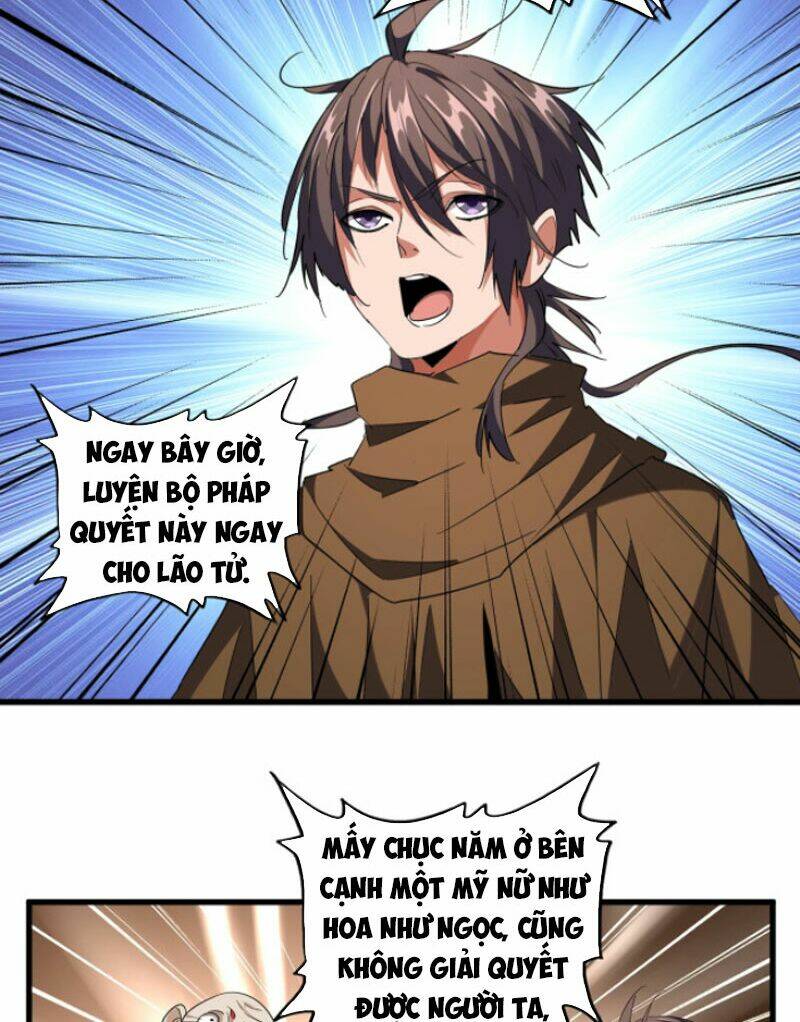 NGAY BÂY GIỜ,
LUYỆN BỘ PHÁP
QUYẾT NÀY NGAY
CHO LÃO TỬ.
MẤY CHỤC NĂM Ở BÊN
CẠNH MỘT MỸ NỮ NHƯ
HOA NHƯ NGỌC, CŨNG
KHÔNG GIẢI QUYẾT
ĐƯỢC NGƯỜI TA,